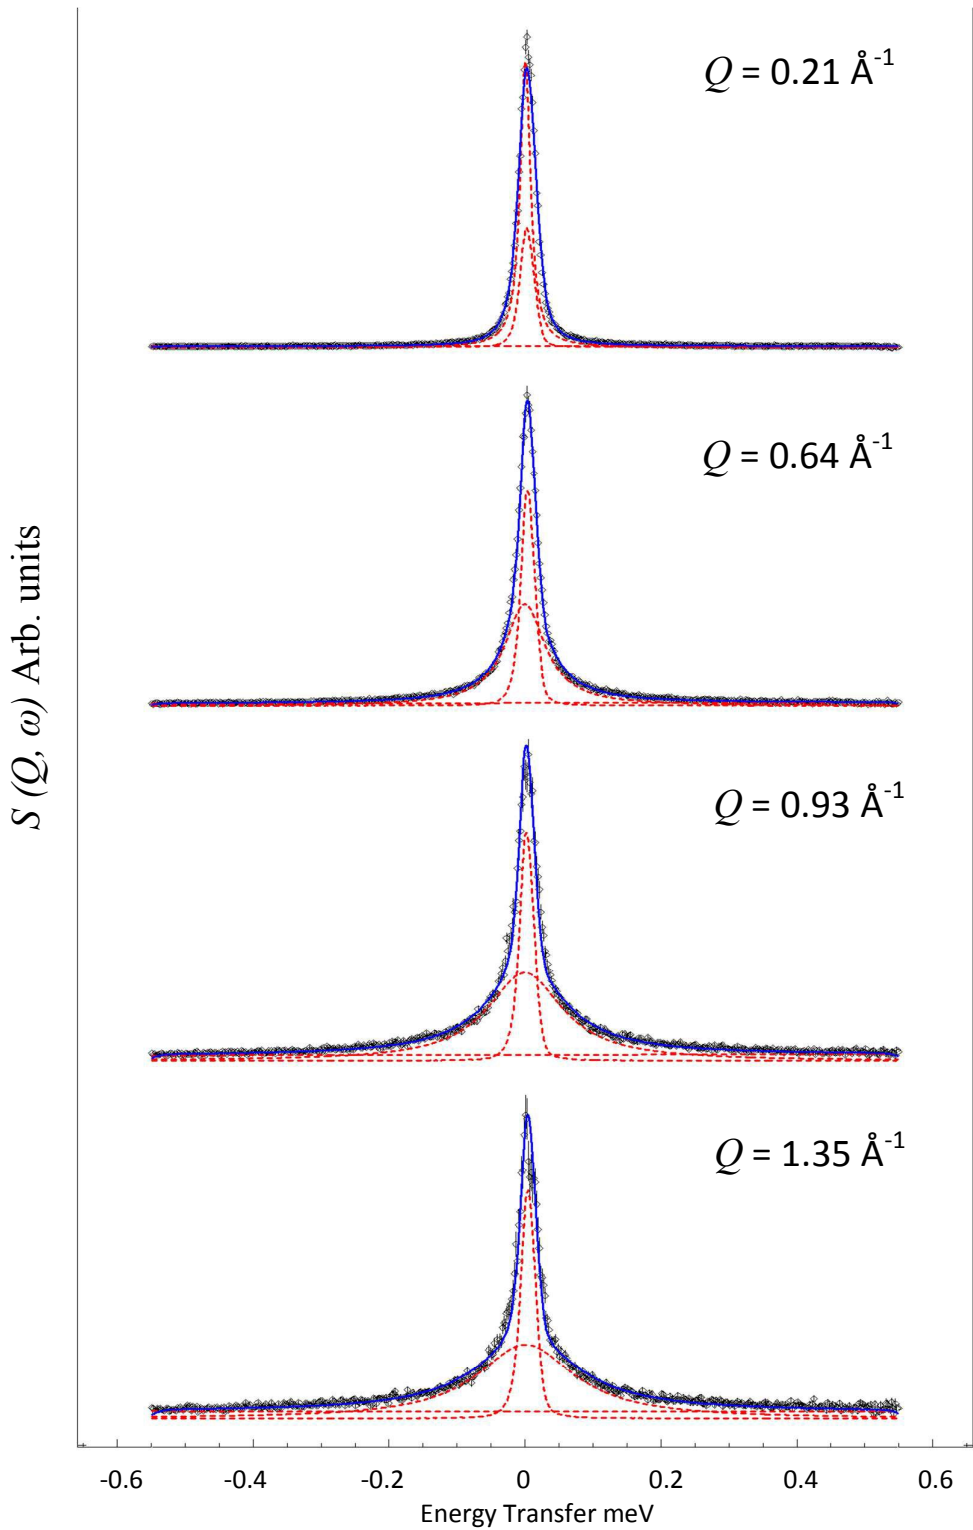 Q = 0.21 Å-1
Q = 0.64 Å-1
S (Q, ω) Arb. units
Q = 0.93 Å-1
Q = 1.35 Å-1
-0.6 -0.4 -0.2 0 0.2 0.4 0.6
Energy Transfer meV